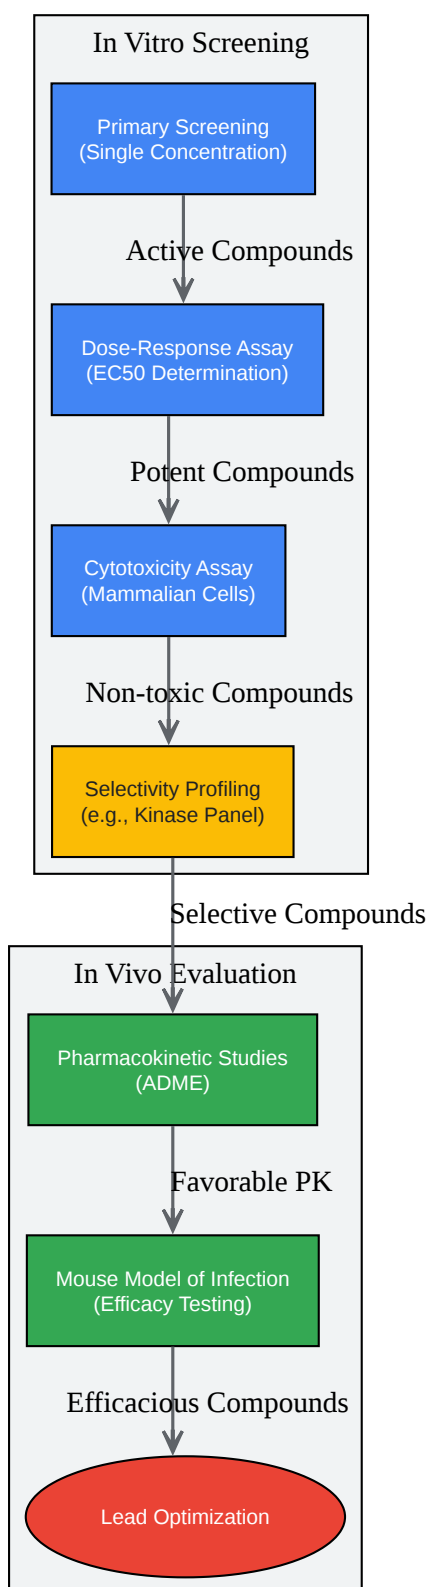 In Vitro Screening
Primary Screening
(Single Concentration)
Active Compounds
Dose-Response Assay
(EC50 Determination)
Potent Compounds
Cytotoxicity Assay
(Mammalian Cells)
Non-toxic Compounds
Selectivity Profiling
(e.g., Kinase Panel)
Selective Compounds
In Vivo Evaluation
Pharmacokinetic Studies
(ADME)
Favorable PK
Mouse Model of Infection
(Efficacy Testing)
Efficacious Compounds
Lead Optimization